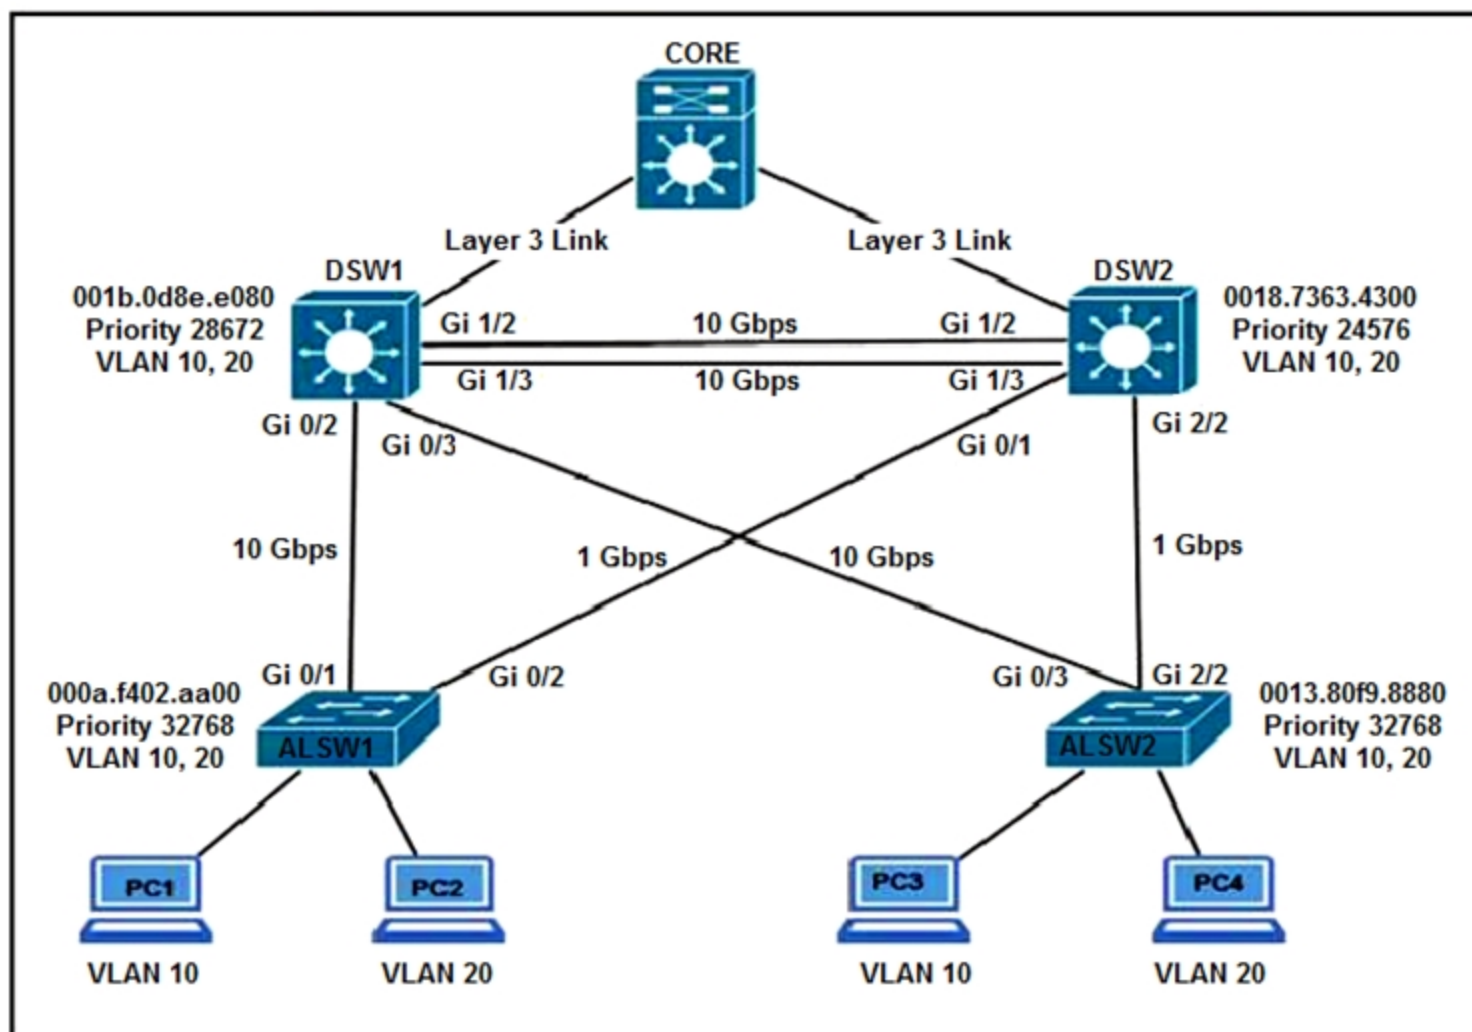 CORE
Layer 3 Link
Layer 3 Link
DSW1
DSW2
001b.0d8e.e080
Priority 28672
VLAN 10, 20
0018.7363.4300
Priority 24576
VLAN 10, 20
Gi 1/2
10 Gbps
Gi 1/2
Gi 1/3
10 Gbps
Gi 1/3
Gi 0/2
Gi 0/3
Gi 0/1
Gi 2/2
10 Gbps
1 Gbps
10 Gbps
1 Gbps
Gi 0/1
Gi 0/2
Gi 0/3
Gi 2/2
000a.f402.aa00
Priority 32768
VLAN 10, 20
ALSW1
ALSW2
0013.80f9.8880
Priority 32768
VLAN 10, 20
PC1
PC2
PC3
PC4
VLAN 10
VLAN 20
VLAN 10
VLAN 20